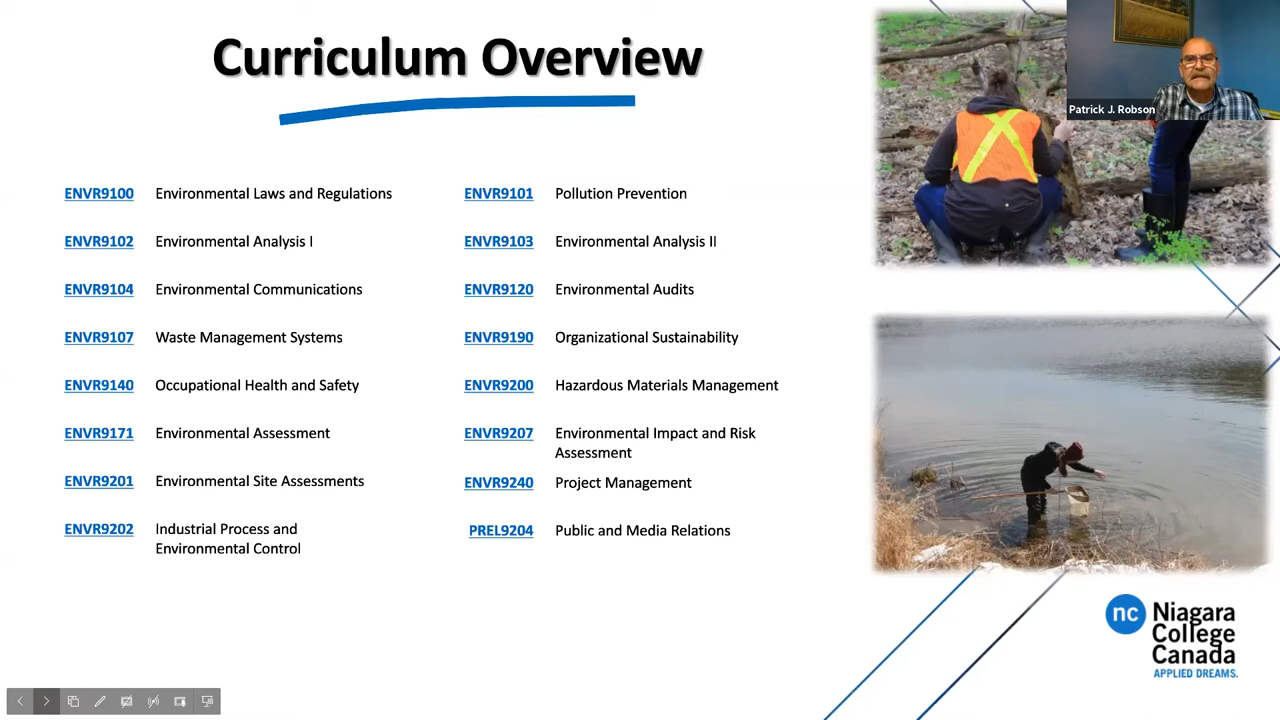 Curriculum Overview
Patrick J. Robson
ENVR9100 Environmental Laws and Regulations
ENVR9102 Environmental Analysis I
ENVR9104 Environmental Communications
ENVR9107 Waste Management Systems
ENVR9140 Occupational Health and Safety
ENVR9171 Environmental Assessment
ENVR9201 Environmental Site Assessments
ENVR9202 Industrial Process and
Environmental Control
ENVR9101 Pollution Prevention
ENVR9103 Environmental Analysis II
ENVR9120 Environmental Audits
ENVR9190 Organizational Sustainability
ENVR9200 Hazardous Materials Management
ENVR9207 Environmental Impact and Risk
Assessment
ENVR9240 Project Management
PREL9204 Public and Media Relations
nc
Niagara
College
Canada
APPLIED DREAMS.